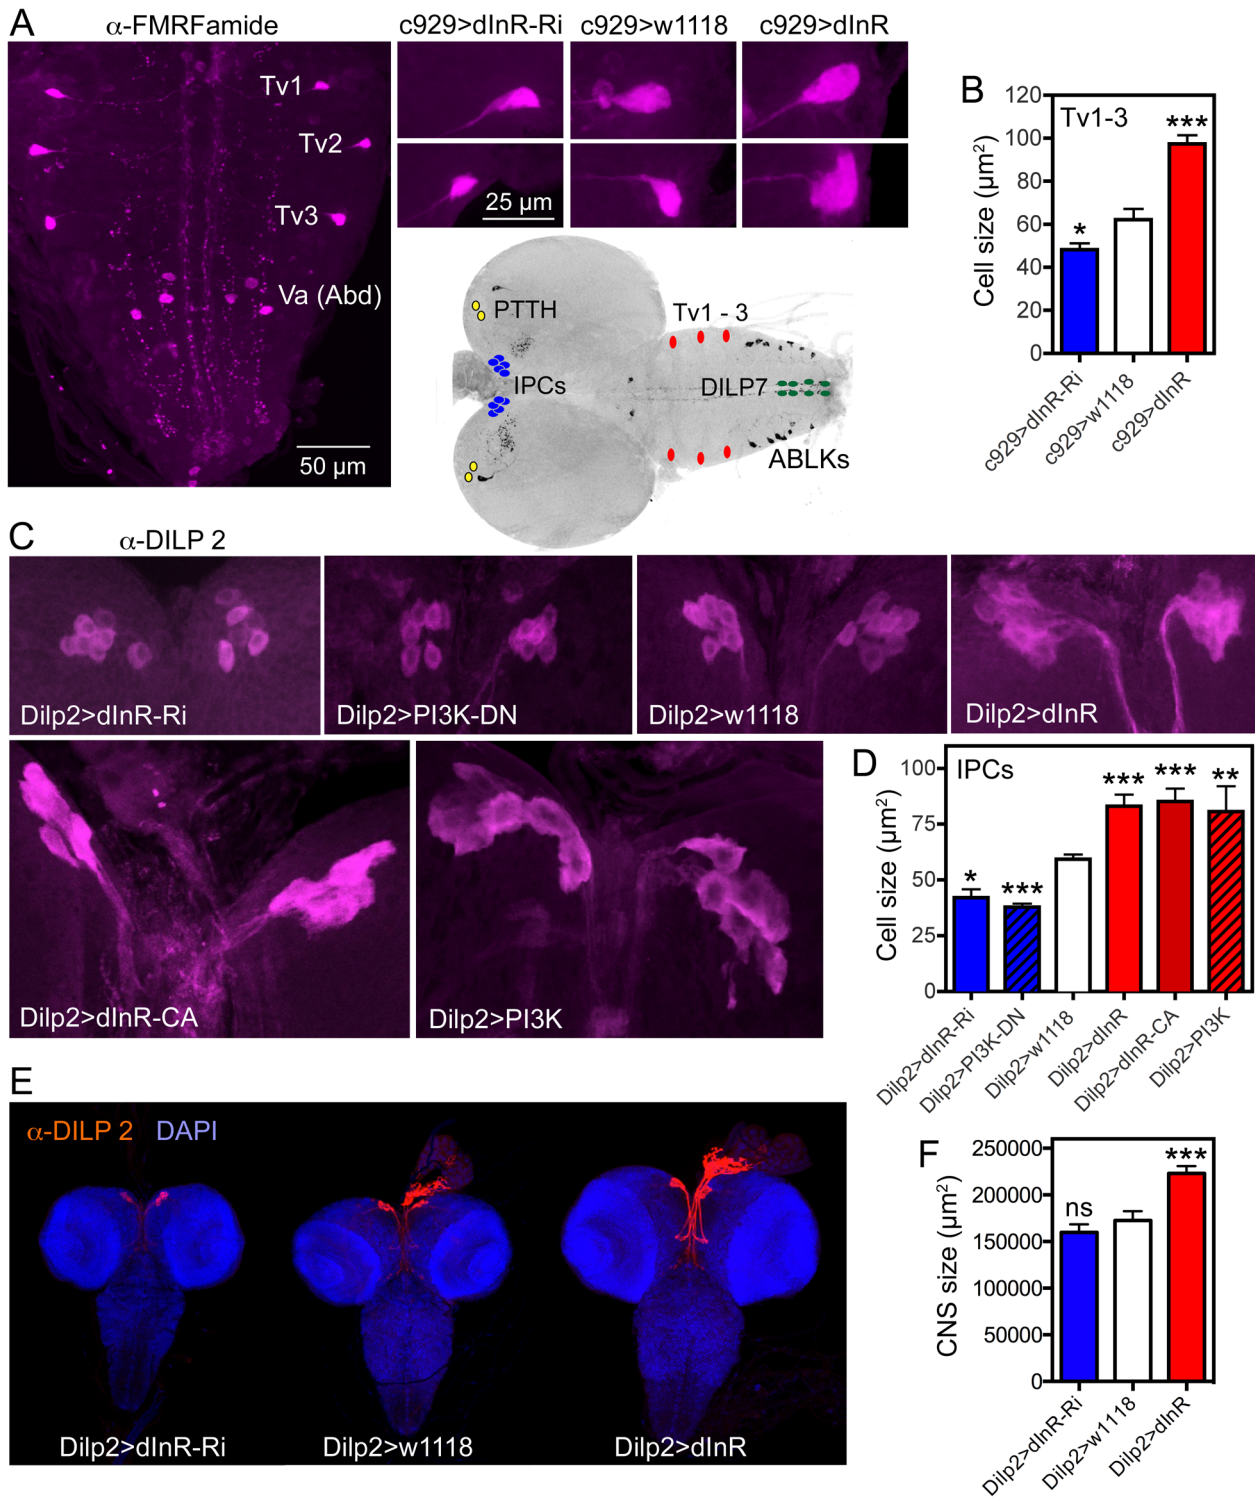 A
α-FMRFamide
Tv1
Tv2
Tv3
Va (Abd)
50 µm
c929>dInR-Ri
c929>w1118
c929>dInR
25 µm
PTTH
IPCs
Tv1 - 3
DILP7
ABLKs
B
Tv1-3
Cell size (µm²)
120
100
80
60
40
20
0
*
***
c929>dInR-Ri
c929>w1118
c929>dInR
C
α-DILP 2
Dilp2>dInR-Ri
Dilp2>PI3K-DN
Dilp2>w1118
Dilp2>dInR
Dilp2>dInR-CA
Dilp2>PI3K
D
IPCs
Cell size (µm²)
100
75
50
25
0
*
***
***
***
**
Dilp2>dInR-Ri
Dilp2>PI3K-DN
Dilp2>w1118
Dilp2>dInR
Dilp2>dInR-CA
Dilp2>PI3K
E
α-DILP 2 DAPI
Dilp2>dInR-Ri
Dilp2>w1118
Dilp2>dInR
F
CNS size (µm²)
250000
200000
150000
100000
50000
0
ns
***
Dilp2>dInR-Ri
Dilp2>w1118
Dilp2>dInR